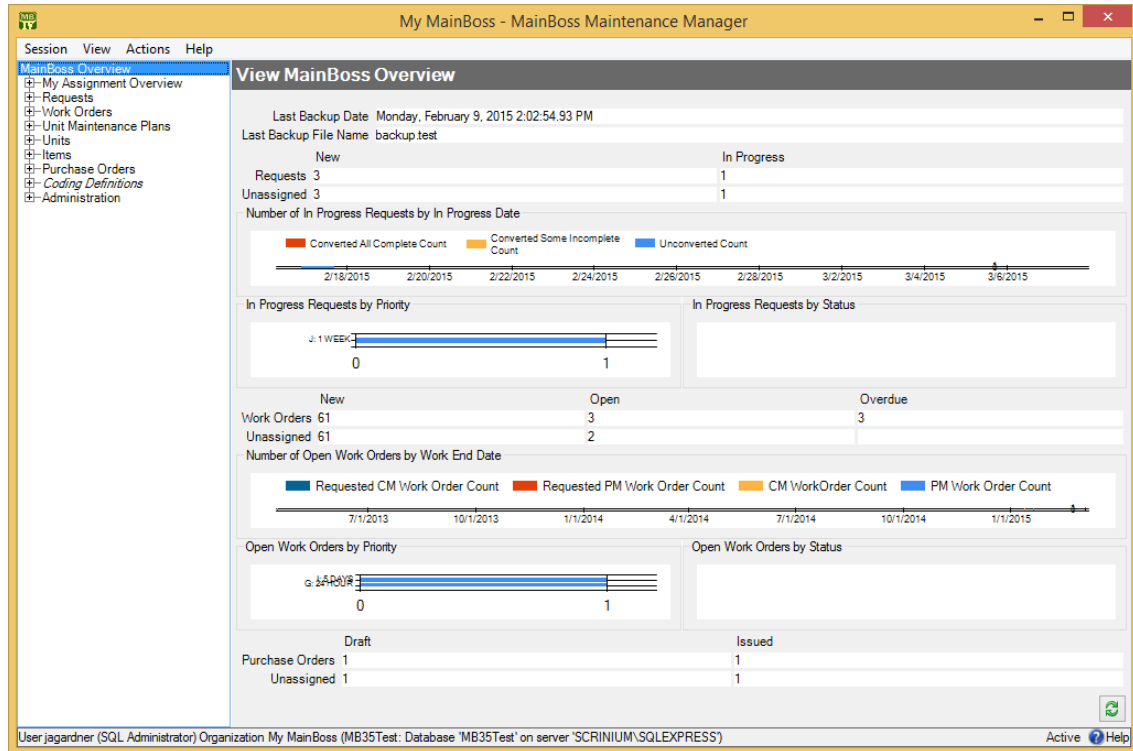 MB
My MainBoss - MainBoss Maintenance Manager
Session View Actions Help
MainBoss Overview
My Assignment Overview
Requests
Work Orders
Unit Maintenance Plans
Units
Items
Purchase Orders
Coding Definitions
Administration
View MainBoss Overview
Last Backup Date Monday, February 9, 2015 2:02:54.93 PM
Last Backup File Name backup.test
New In Progress
Requests 3 1
Unassigned 3 1
Number of In Progress Requests by In Progress Date
Converted All Complete Count Converted Some Incomplete Count Unconverted Count
2/18/2015 2/20/2015 2/22/2015 2/24/2015 2/26/2015 2/28/2015 3/2/2015 3/4/2015 3/6/2015
In Progress Requests by Priority In Progress Requests by Status
J: 1 WEEK
0 1
New Open Overdue
Work Orders 61 3 3
Unassigned 61 2
Number of Open Work Orders by Work End Date
Requested CM Work Order Count Requested PM Work Order Count CM WorkOrder Count PM Work Order Count
7/1/2013 10/1/2013 1/1/2014 4/1/2014 7/1/2014 10/1/2014 1/1/2015
Open Work Orders by Priority Open Work Orders by Status
G: 24 HOUR
0 1
Draft Issued
Purchase Orders 1 1
Unassigned 1 1
User jagardner (SQL Administrator) Organization My MainBoss (MB35Test: Database 'MB35Test' on server 'SCRINIUM\SQLEXPRESS') Active Help